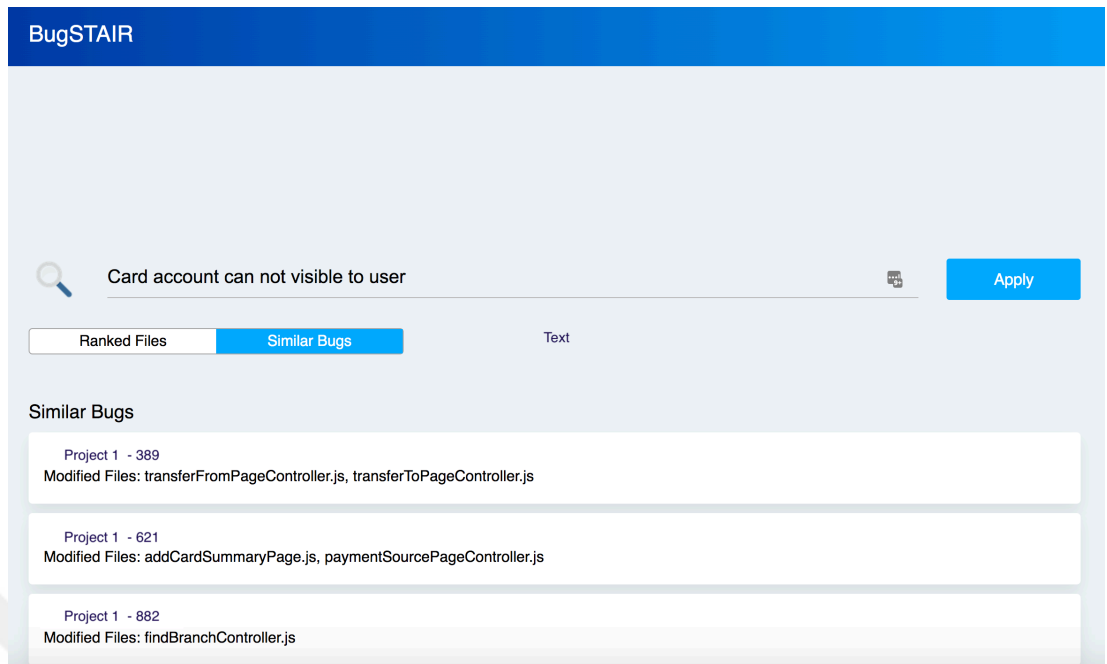 BugSTAIR
Card account can not visible to user
Apply
Ranked Files
Similar Bugs
Text
Similar Bugs
Project 1 - 389
Modified Files: transferFromPageController.js, transferToPageController.js
Project 1 - 621
Modified Files: addCardSummaryPage.js, paymentSourcePageController.js
Project 1 - 882
Modified Files: findBranchController.js